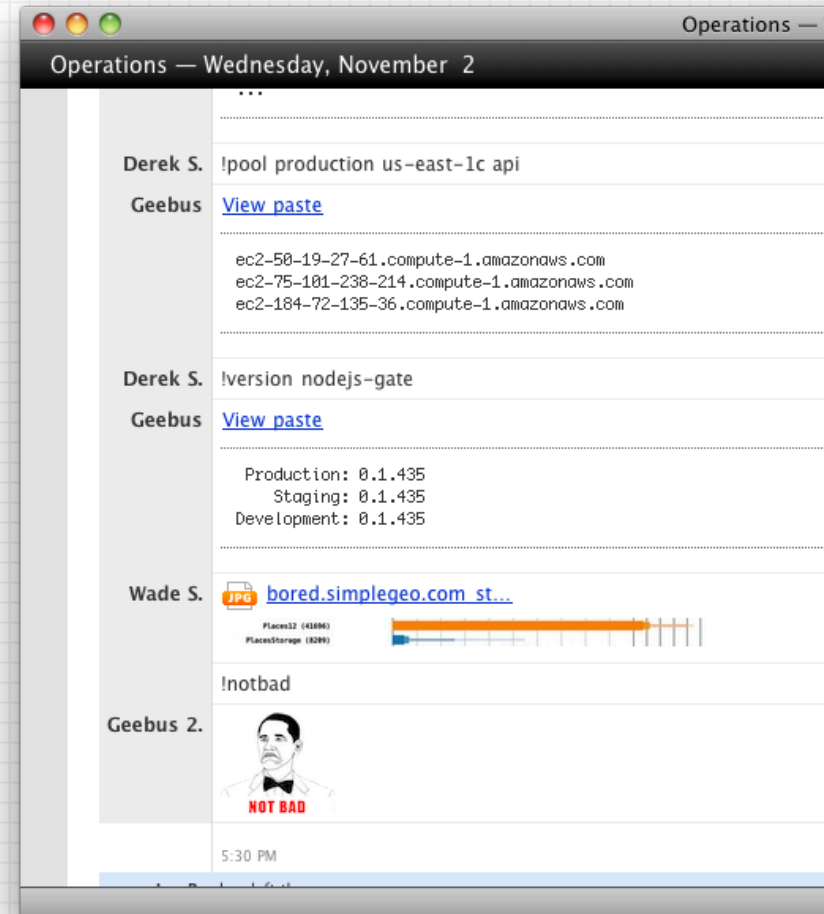 Operations —
Operations — Wednesday, November 2
...
Derek S. !pool production us-east-1c api
Geebus View paste
ec2-50-19-27-61.compute-1.amazonaws.com
ec2-75-101-238-214.compute-1.amazonaws.com
ec2-184-72-135-36.compute-1.amazonaws.com
Derek S. !version nodejs-gate
Geebus View paste
Production: 0.1.435
Staging: 0.1.435
Development: 0.1.435
Wade S. JPG bored.simplegeo.com st...
Places12 (41696)
PlacesStorage (8289)
!notbad
Geebus 2.
NOT BAD
5:30 PM